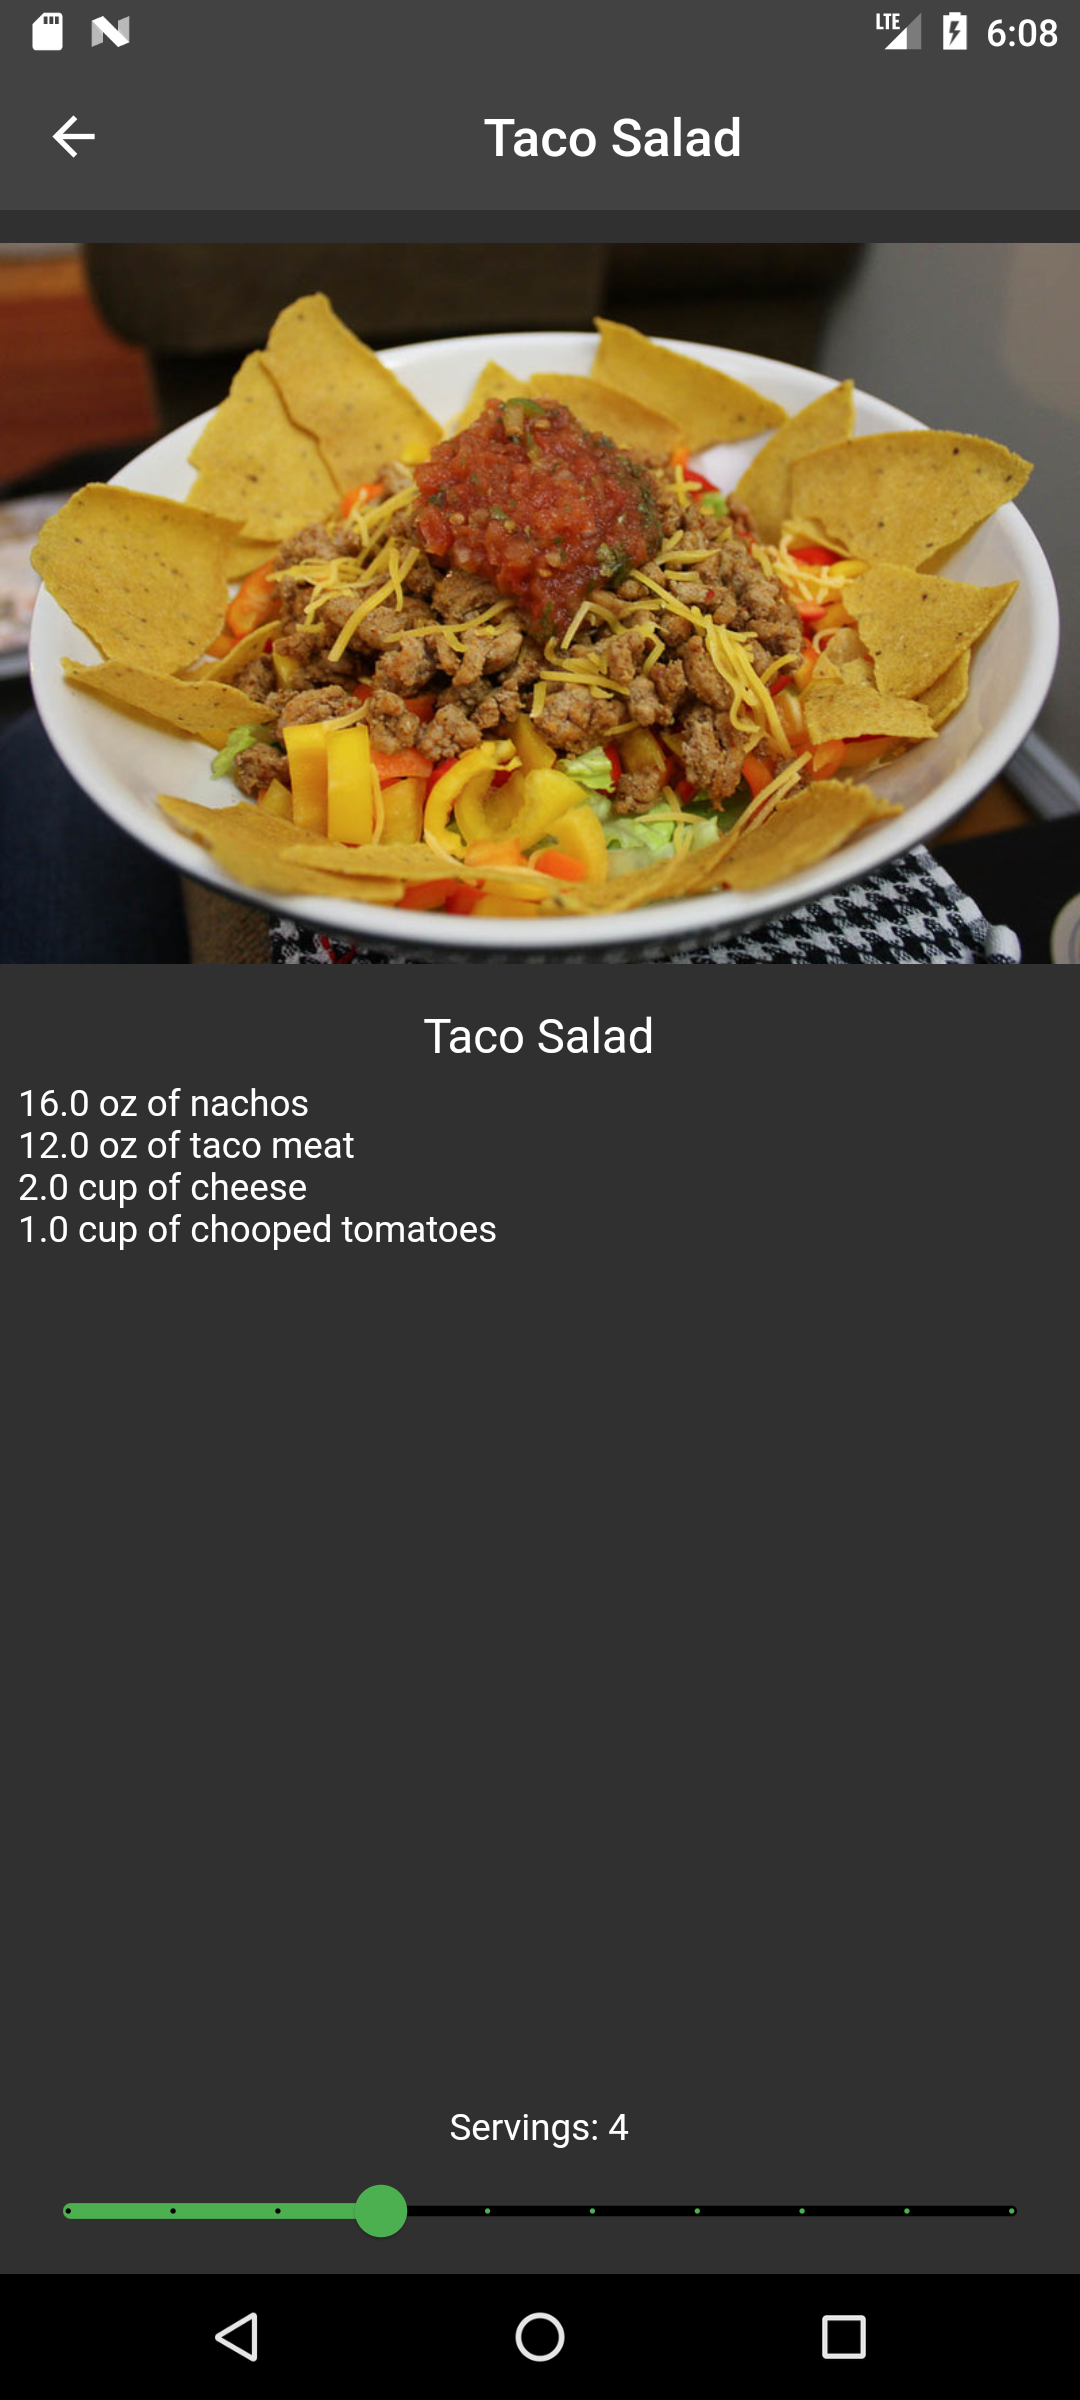 LTE 6:08
Taco Salad
Taco Salad
16.0 oz of nachos
12.0 oz of taco meat
2.0 cup of cheese
1.0 cup of chooped tomatoes
Servings: 4